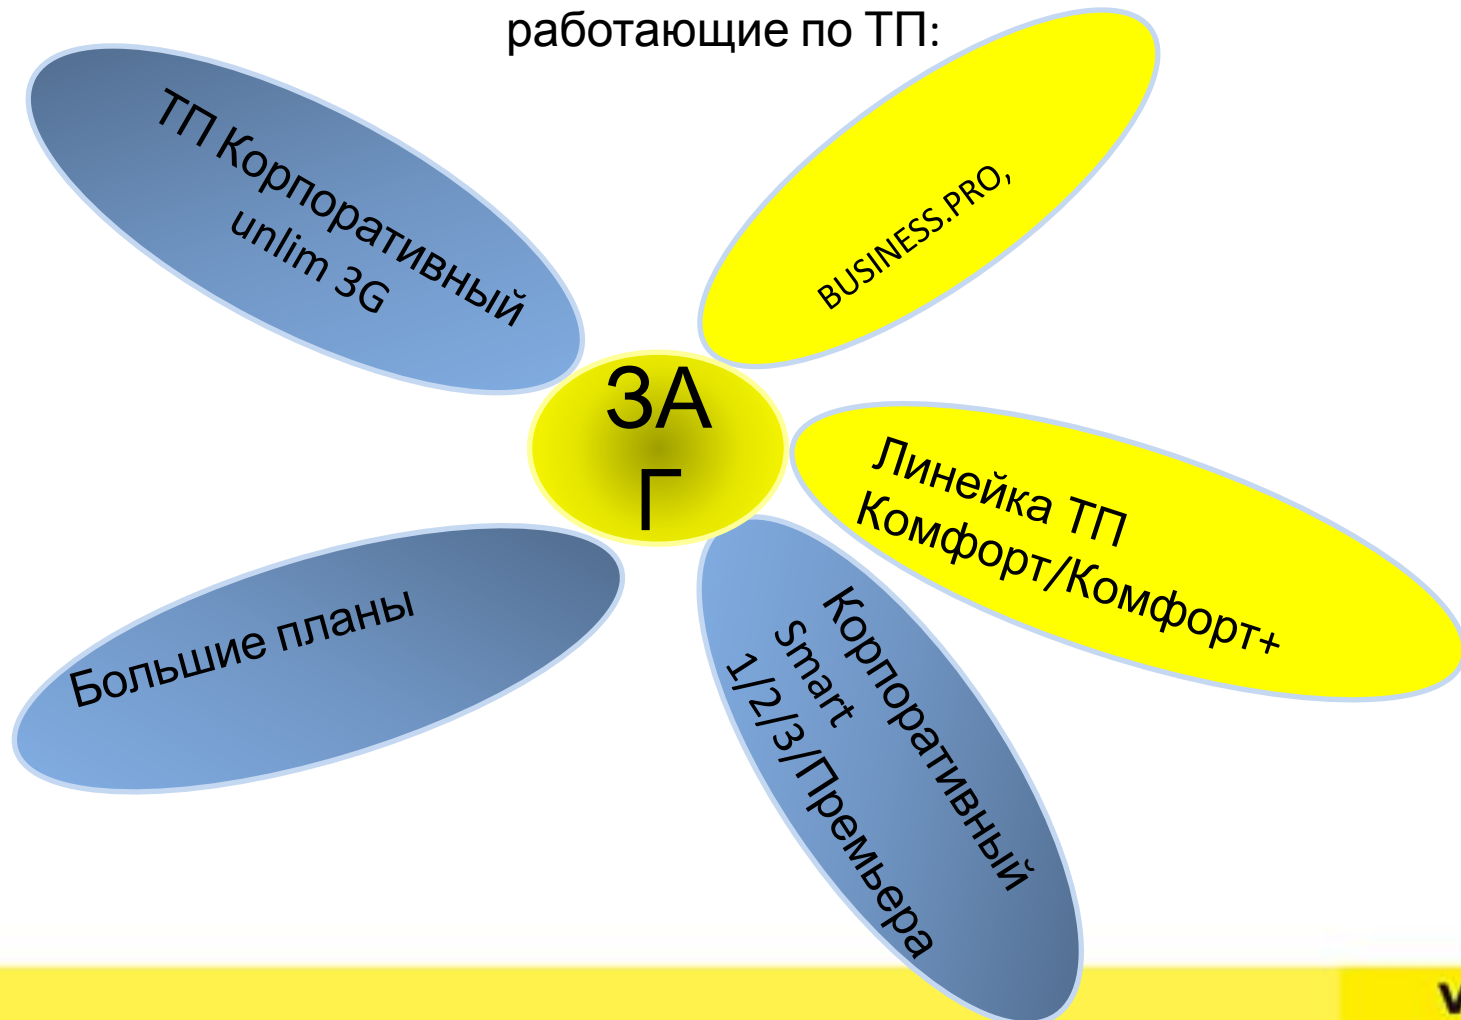 работающие по ТП:
ТП Корпоративный
unlim 3G
BUSINESS.PRO,
ЗА
Г
Линейка ТП
Комфорт/Комфорт+
Большие планы
Корпоративный
Smart
1/2/3/Премьера